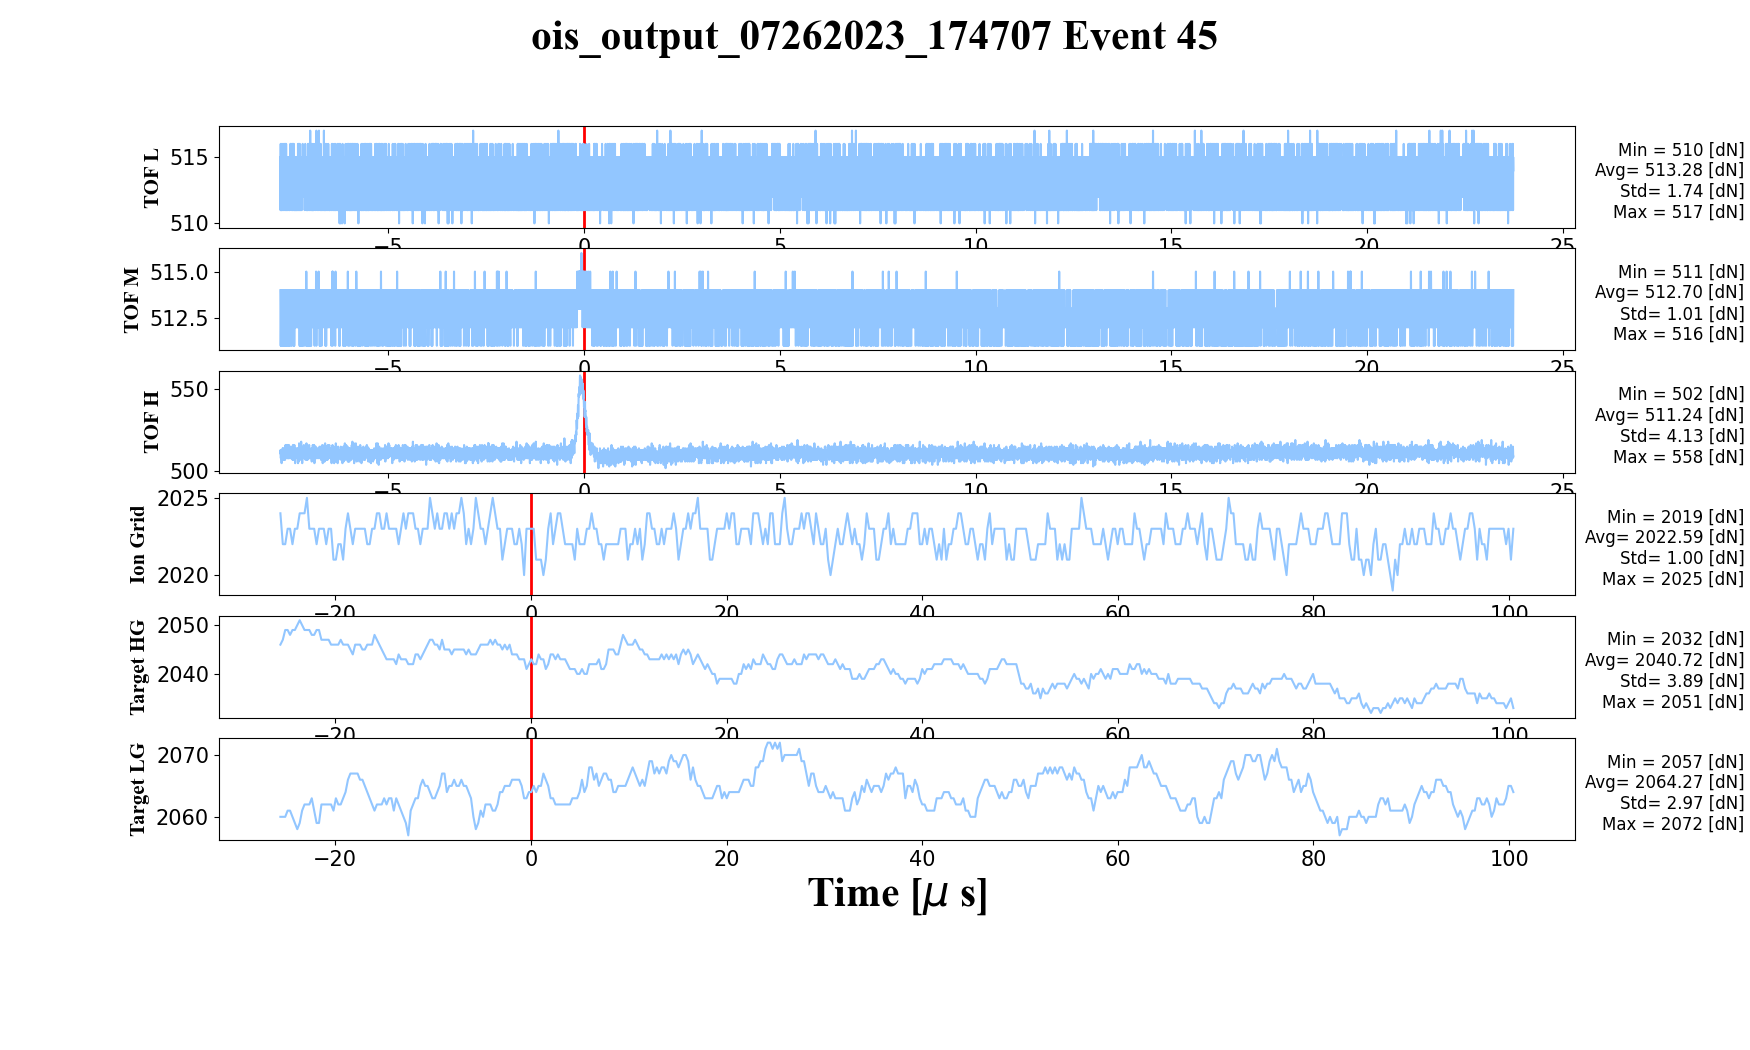 ois_output_07262023_174707 Event 45
TOF L
515
510
−5 0 5 10 15 20 25
Min = 510 [dN]
Avg= 513.28 [dN]
Std= 1.74 [dN]
Max = 517 [dN]
TOF M
515.0
512.5
−5 0 5 10 15 20 25
Min = 511 [dN]
Avg= 512.70 [dN]
Std= 1.01 [dN]
Max = 516 [dN]
TOF H
550
500
−5 0 5 10 15 20 25
Min = 502 [dN]
Avg= 511.24 [dN]
Std= 4.13 [dN]
Max = 558 [dN]
Ion Grid
2025
2020
−20 0 20 40 60 80 100
Min = 2019 [dN]
Avg= 2022.59 [dN]
Std= 1.00 [dN]
Max = 2025 [dN]
Target HG
2050
2040
−20 0 20 40 60 80 100
Min = 2032 [dN]
Avg= 2040.72 [dN]
Std= 3.89 [dN]
Max = 2051 [dN]
Target LG
2070
2060
−20 0 20 40 60 80 100
Min = 2057 [dN]
Avg= 2064.27 [dN]
Std= 2.97 [dN]
Max = 2072 [dN]
Time [μ s]